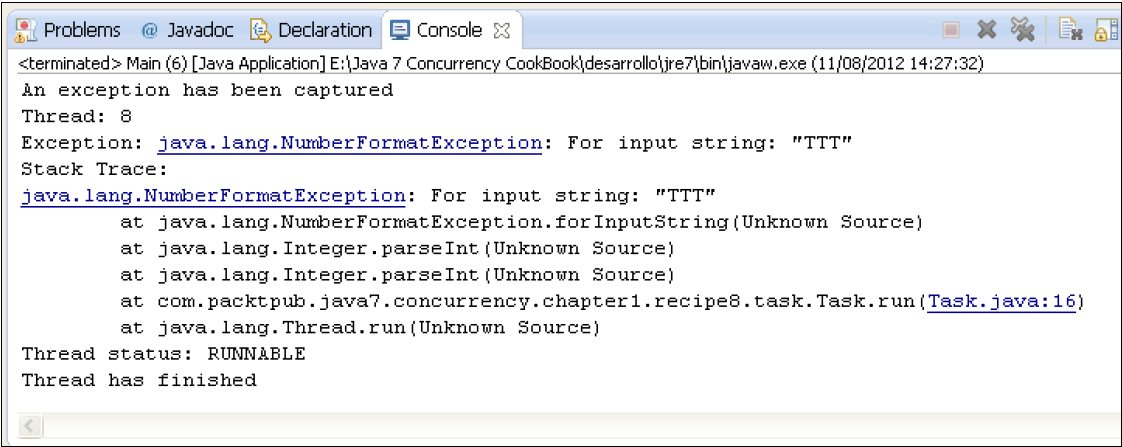 Problems @ Javadoc Declaration Console
<terminated> Main (6) [Java Application] E:\Java 7 Concurrency CookBook\desarrollo\jre7\bin\javaw.exe (11/08/2012 14:27:32)
An exception has been captured
Thread: 8
Exception: java.lang.NumberFormatException: For input string: "TTT"
Stack Trace:
java.lang.NumberFormatException: For input string: "TTT"
at java.lang.NumberFormatException.forInputString(Unknown Source)
at java.lang.Integer.parseInt(Unknown Source)
at java.lang.Integer.parseInt(Unknown Source)
at com.packtpub.java7.concurrency.chapter1.recipe8.task.Task.run(Task.java:16)
at java.lang.Thread.run(Unknown Source)
Thread status: RUNNABLE
Thread has finished